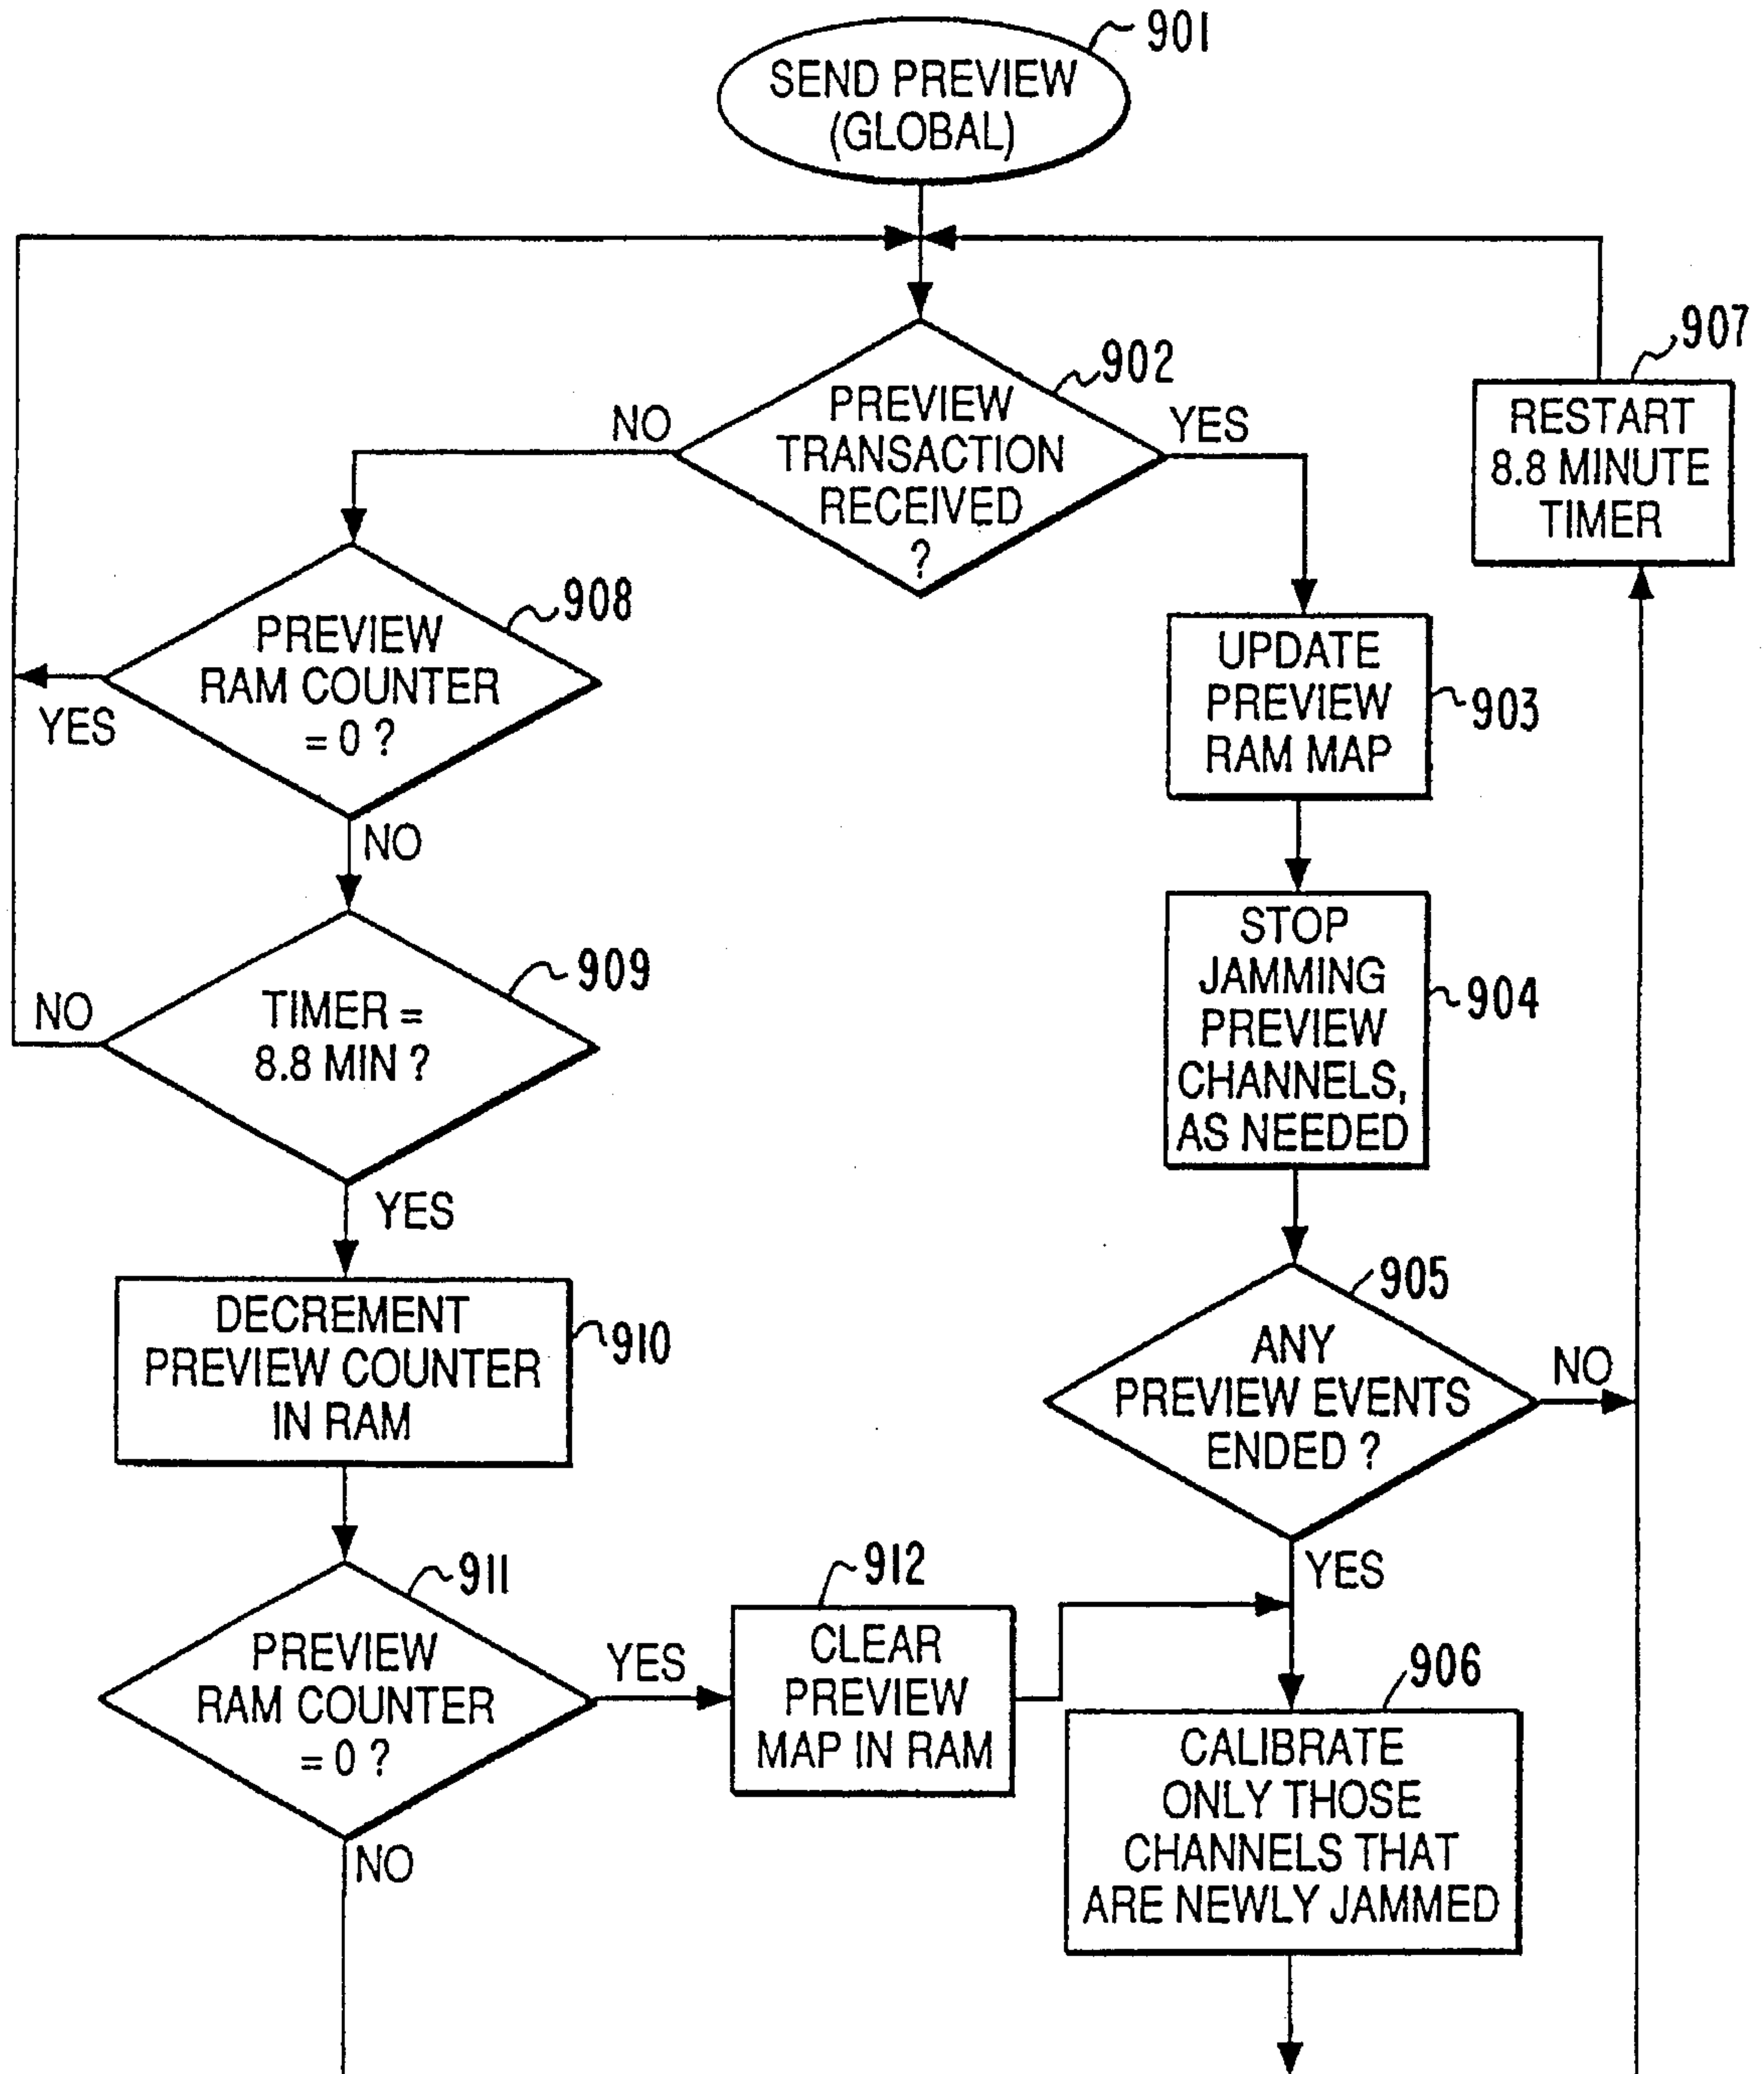 901
SEND PREVIEW
(GLOBAL)
902
PREVIEW
TRANSACTION
RECEIVED
?
NO
YES
907
RESTART
8.8 MINUTE
TIMER
908
PREVIEW
RAM COUNTER
= 0 ?
YES
NO
UPDATE
PREVIEW
RAM MAP
903
909
TIMER =
8.8 MIN ?
NO
YES
STOP
JAMMING
PREVIEW
CHANNELS,
AS NEEDED
904
DECREMENT
PREVIEW COUNTER
IN RAM
910
905
ANY
PREVIEW EVENTS
ENDED ?
NO
YES
911
PREVIEW
RAM COUNTER
= 0 ?
YES
NO
912
CLEAR
PREVIEW
MAP IN RAM
906
CALIBRATE
ONLY THOSE
CHANNELS THAT
ARE NEWLY JAMMED